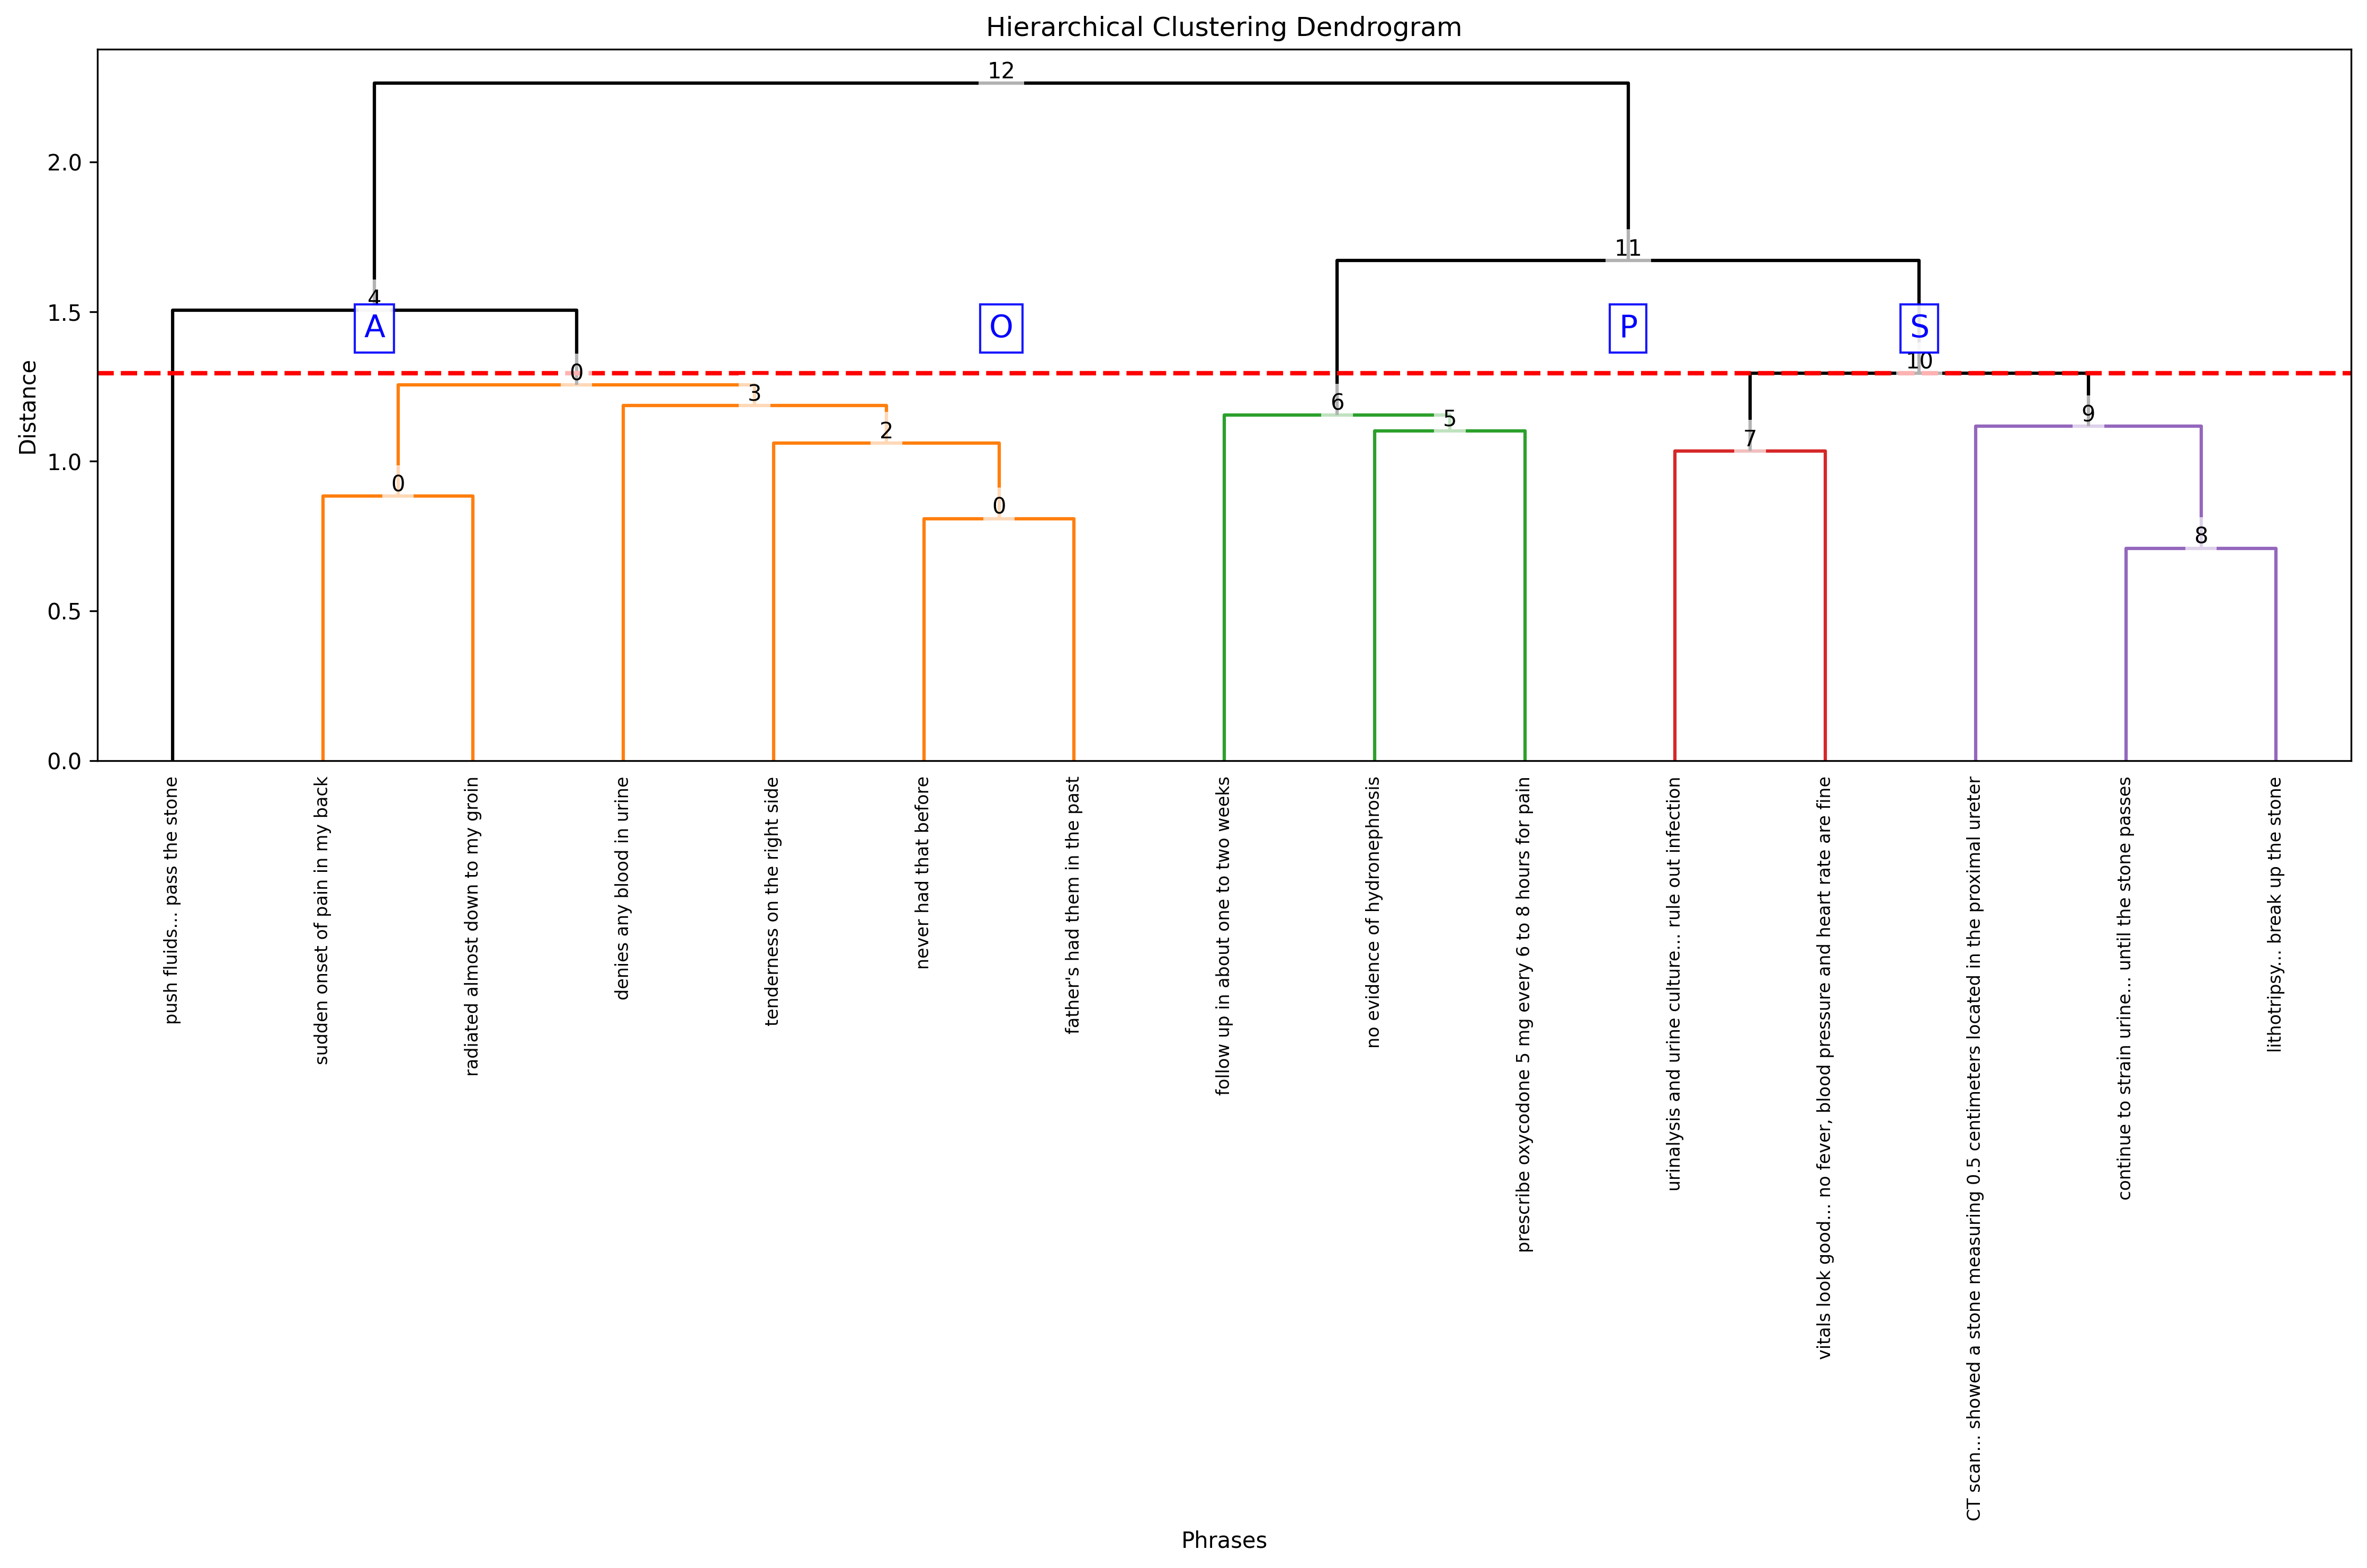 Hierarchical Clustering Dendrogram
12
2.0
11
4
1.5
A
O
P
S
10
0
3
6
5
9
2
7
Distance
1.0
0
0
8
0.5
0.0
push fluids... pass the stone
sudden onset of pain in my back
radiated almost down to my groin
denies any blood in urine
tenderness on the right side
never had that before
father's had them in the past
follow up in about one to two weeks
no evidence of hydronephrosis
prescribe oxycodone 5 mg every 6 to 8 hours for pain
urinalysis and urine culture... rule out infection
vitals look good... no fever, blood pressure and heart rate are fine
CT scan... showed a stone measuring 0.5 centimeters located in the proximal ureter
continue to strain urine... until the stone passes
lithotripsy... break up the stone
Phrases